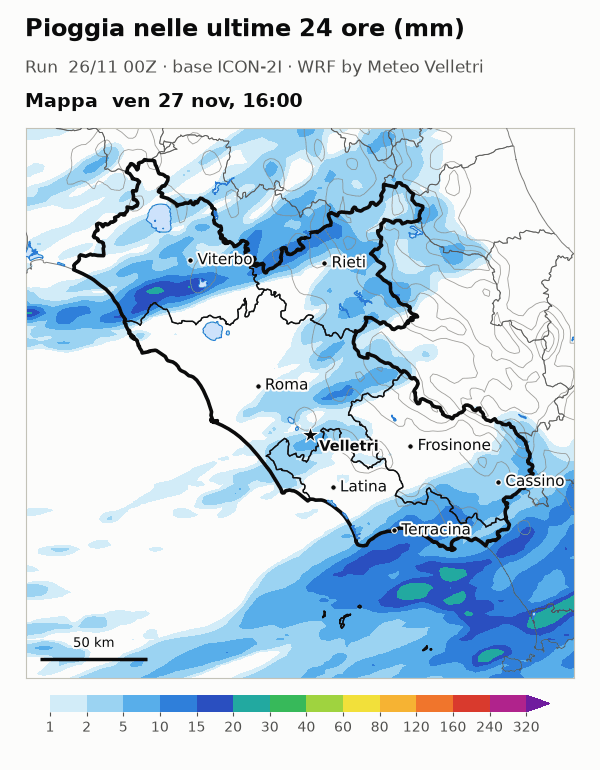 Pioggia nelle ultime 24 ore (mm)
Run 26/11 00Z · base ICON-2I · WRF by Meteo Velletri
Mappa ven 27 nov, 16:00
Viterbo
Rieti
Roma
Velletri
Frosinone
Cassino
Latina
Terracina
50 km
1 2 5 10 15 20 30 40 60 80 120 160 240 320